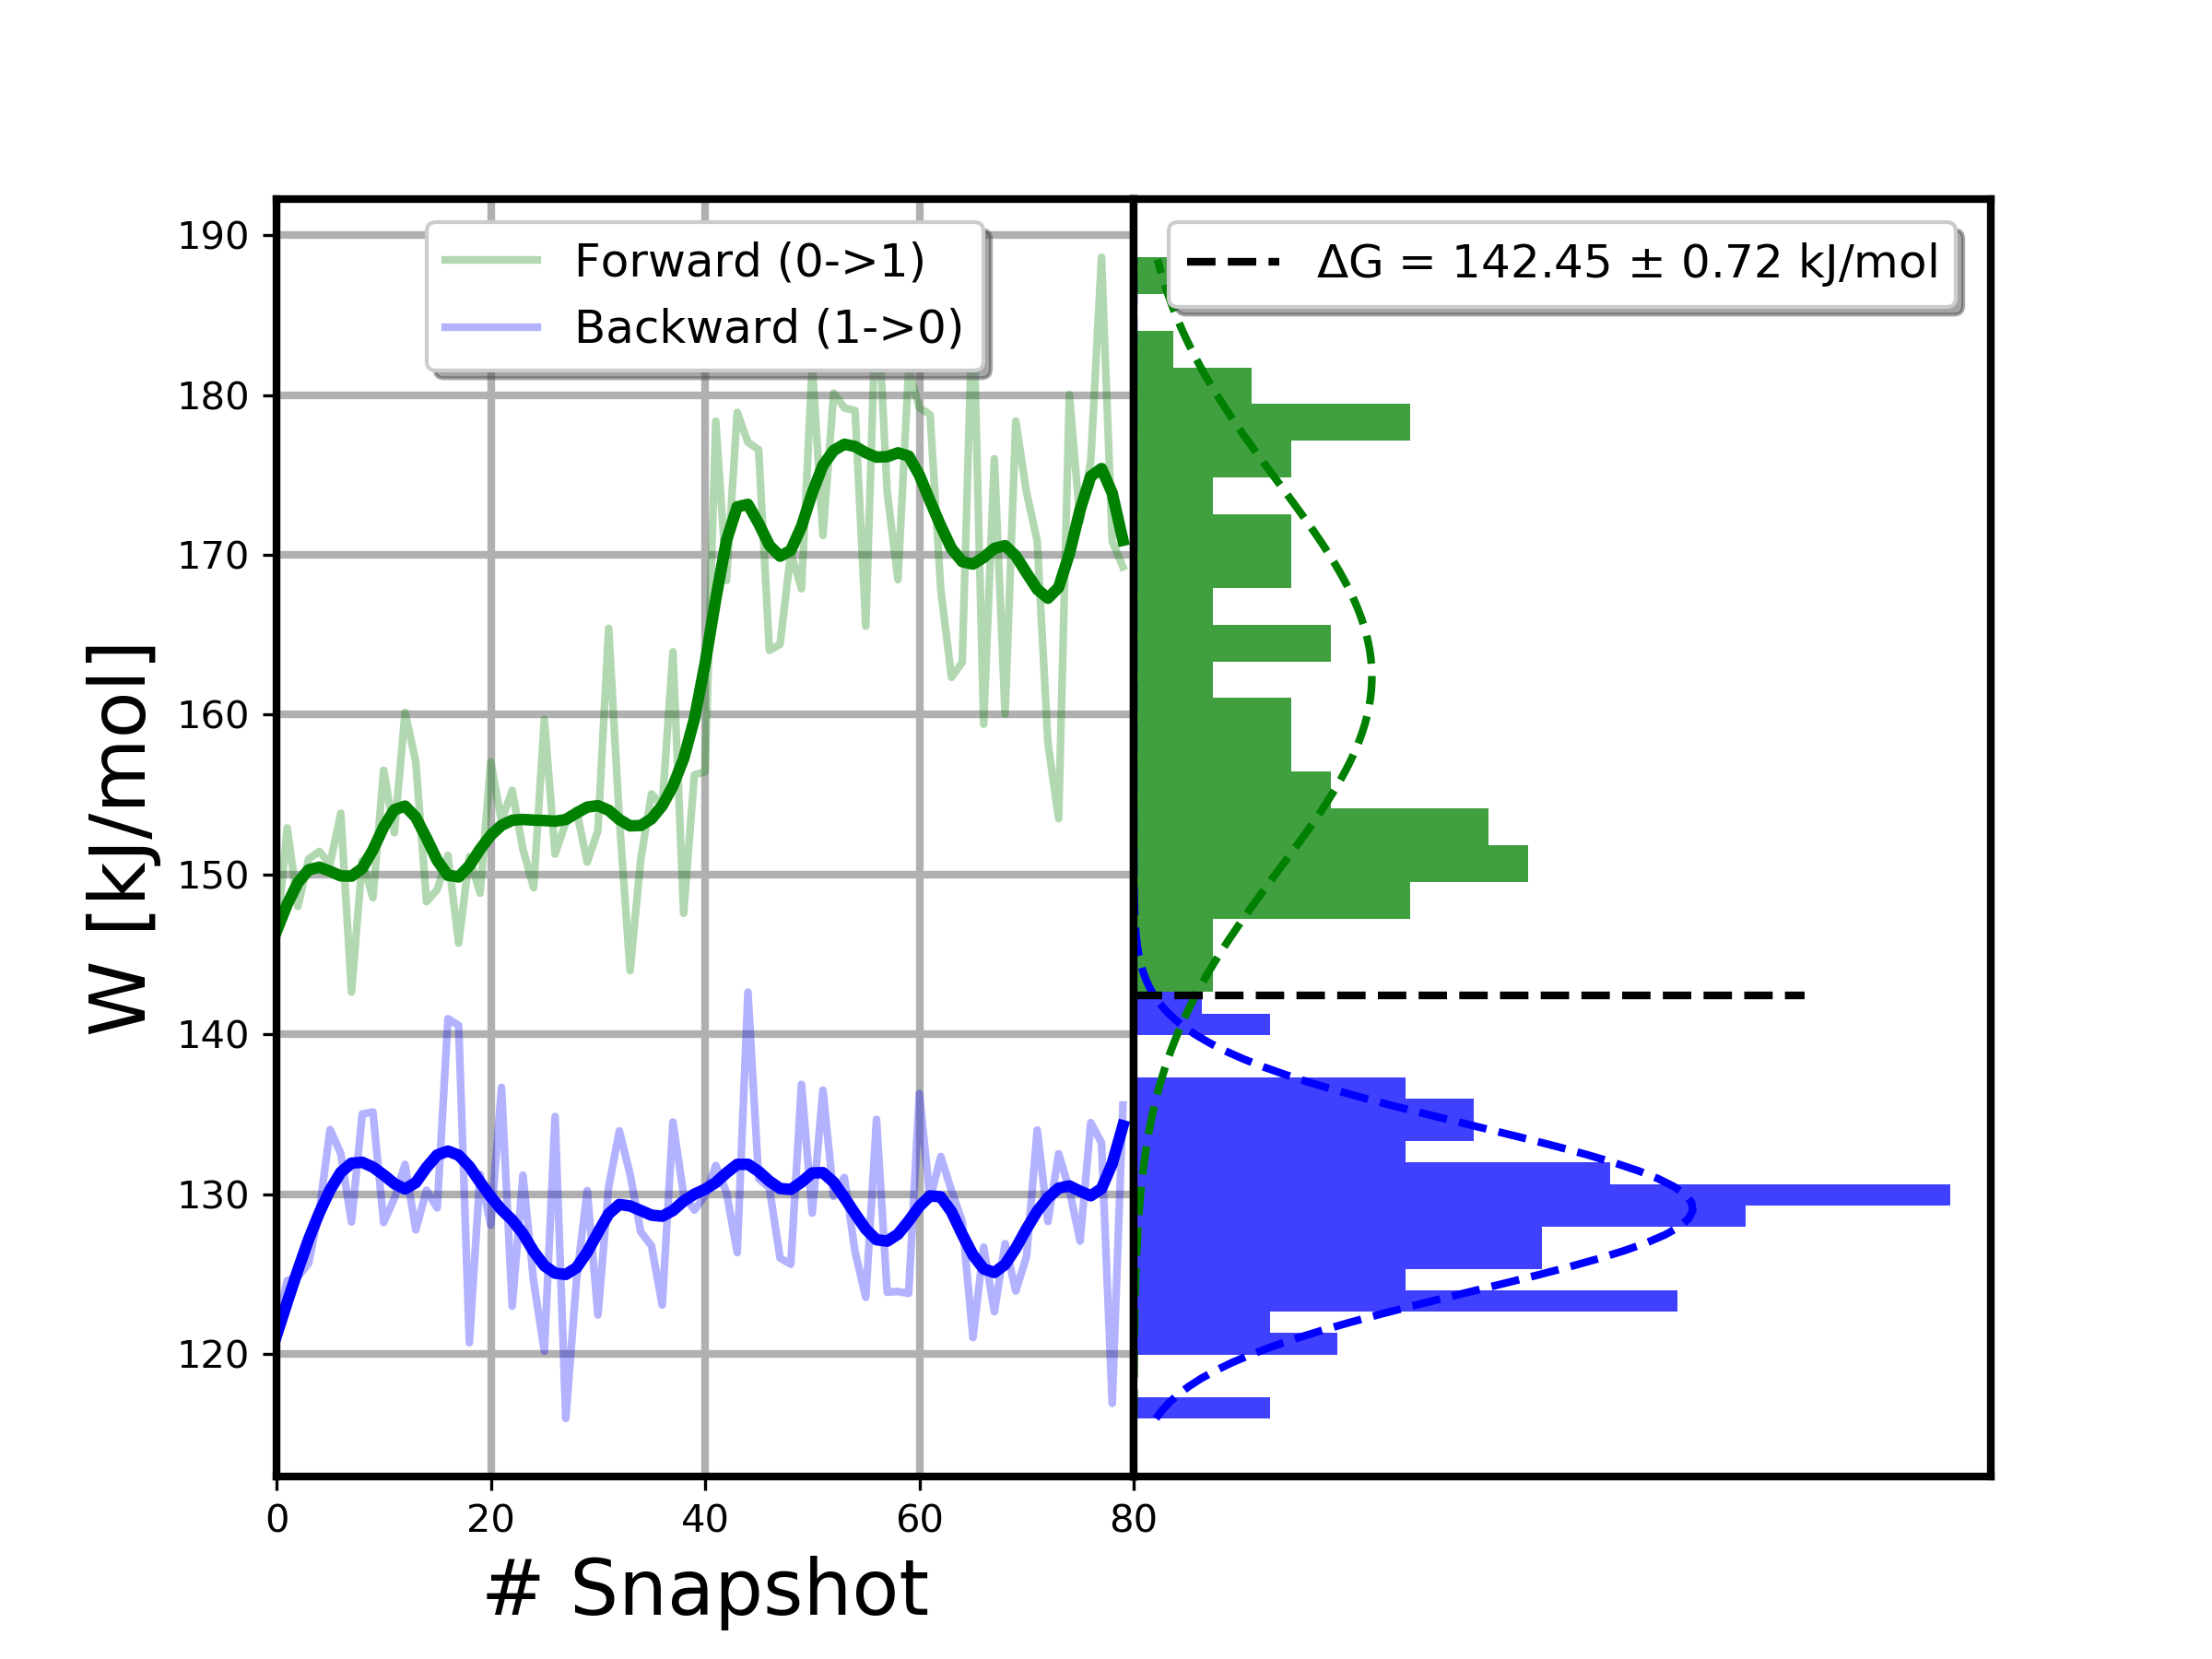 Forward (0->1)
Backward (1->0)
ΔG = 142.45 ± 0.72 kJ/mol
W [kJ/mol]
190
180
170
160
150
140
130
120
0 20 40 60 80
# Snapshot